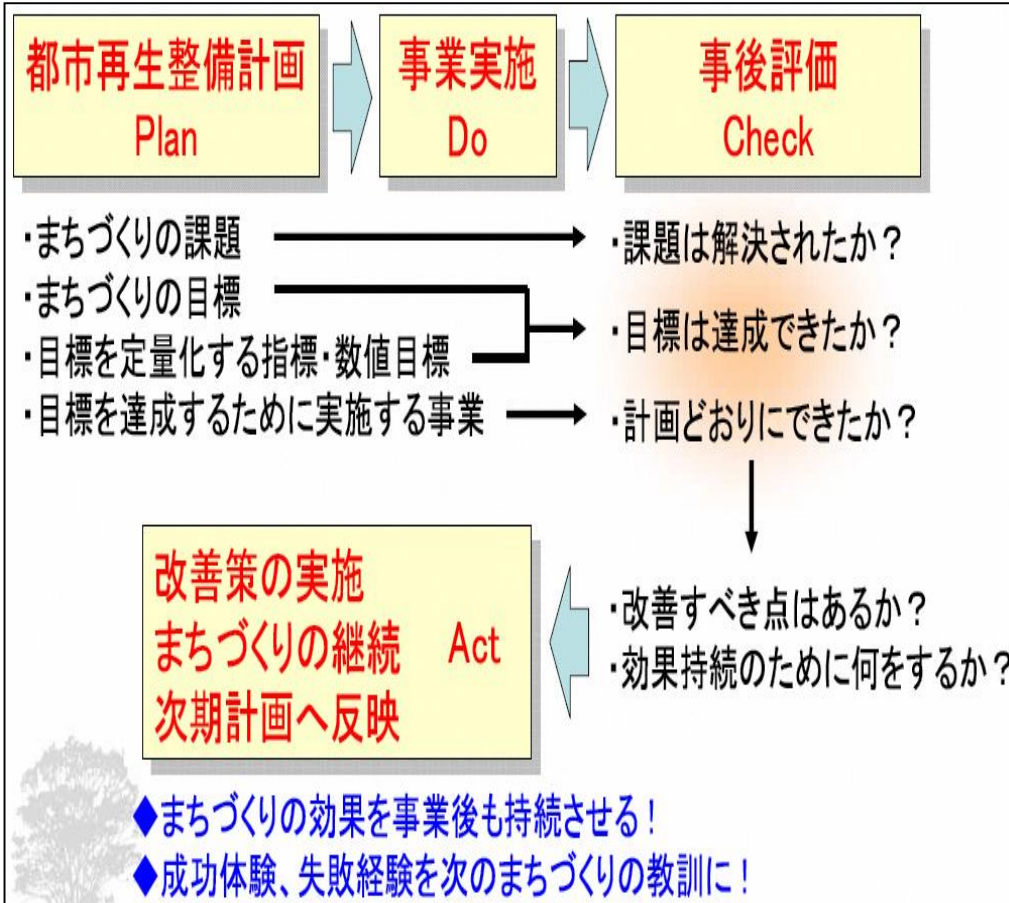 都市再生整備計画
Plan
事業実施
Do
事後評価
Check
・まちづくりの課題
・まちづくりの目標
・目標を定量化する指標・数値目標
・目標を達成するために実施する事業
・課題は解決されたか？
・目標は達成できたか？
・計画どおりにできたか？
・改善すべき点はあるか？
・効果持続のために何をするか？
改善策の実施
まちづくりの継続 Act
次期計画へ反映
◆まちづくりの効果を事業後も持続させる！
◆成功体験、失敗経験を次のまちづくりの教訓に！